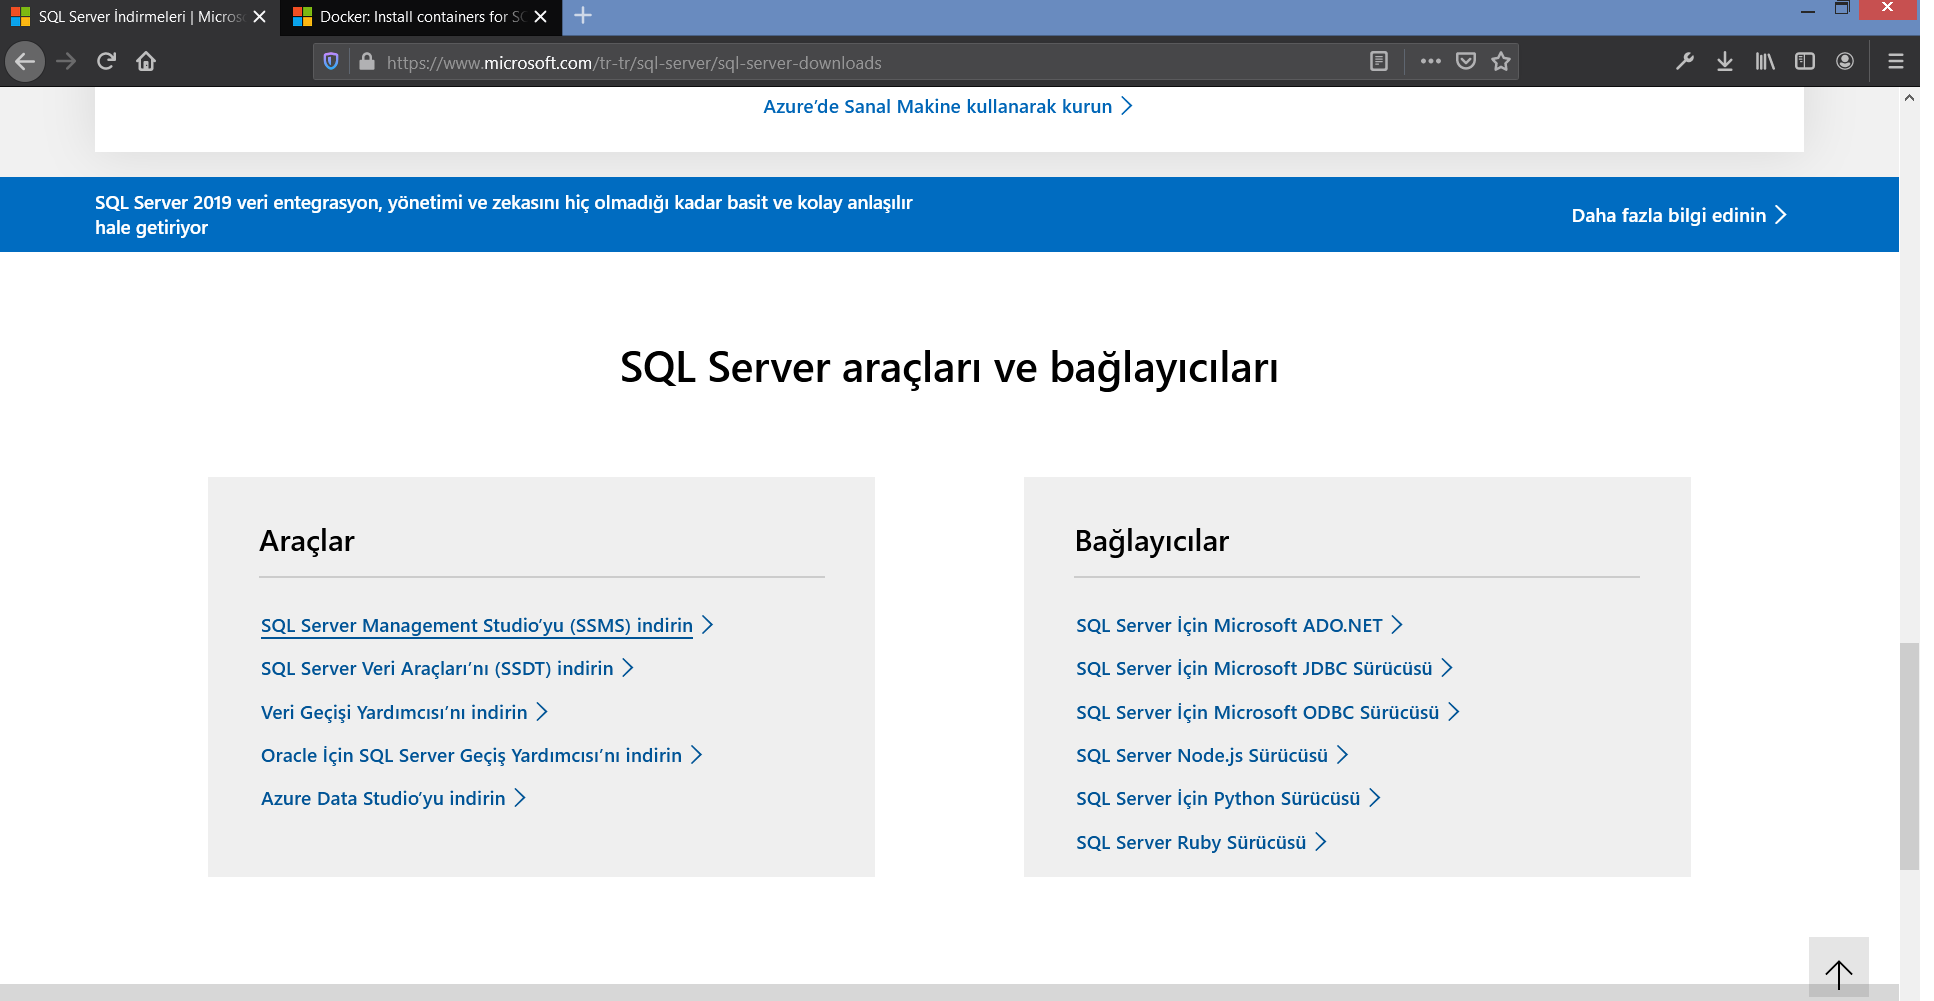 SQL Server İndirmeleri | Micros
Docker: Install containers for SQ
https://www.microsoft.com/tr-tr/sql-server/sql-server-downloads
Azure’de Sanal Makine kullanarak kurun
SQL Server 2019 veri entegrasyon, yönetimi ve zekasını hiç olmadığı kadar basit ve kolay anlaşılır
hale getiriyor
Daha fazla bilgi edinin
SQL Server araçları ve bağlayıcıları
Araçlar
SQL Server Management Studio’yu (SSMS) indirin
SQL Server Veri Araçları’nı (SSDT) indirin
Veri Geçişi Yardımcısı’nı indirin
Oracle İçin SQL Server Geçiş Yardımcısı’nı indirin
Azure Data Studio’yu indirin
Bağlayıcılar
SQL Server İçin Microsoft ADO.NET
SQL Server İçin Microsoft JDBC Sürücüsü
SQL Server İçin Microsoft ODBC Sürücüsü
SQL Server Node.js Sürücüsü
SQL Server İçin Python Sürücüsü
SQL Server Ruby Sürücüsü